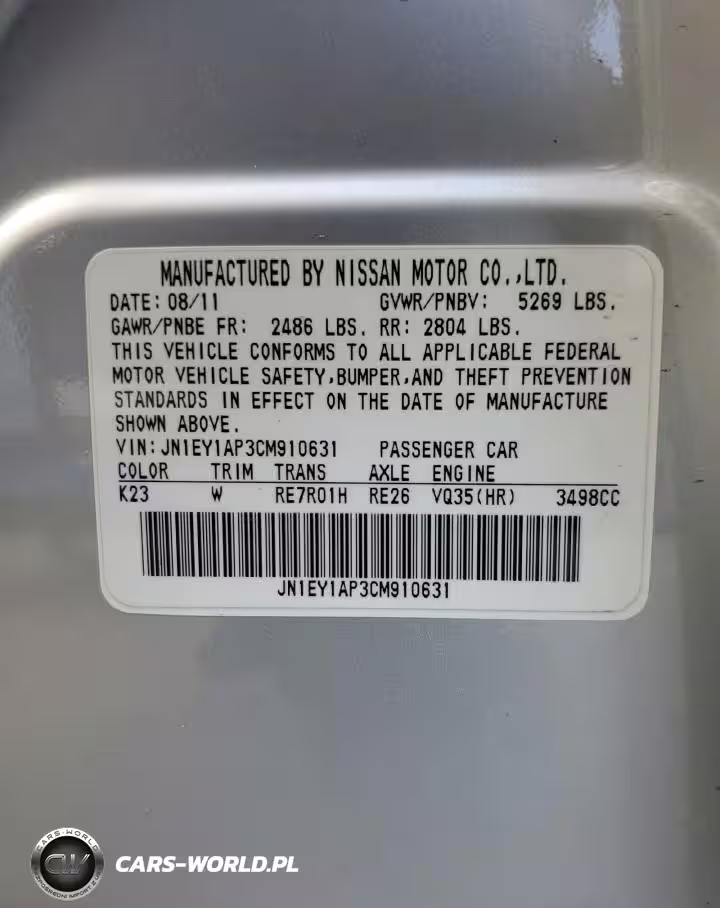 MANUFACTURED BY NISSAN MOTOR CO.,LTD.
DATE: 08/11 GVWR/PNBV: 5269 LBS.
GAWR/PNBE FR: 2486 LBS. RR: 2804 LBS.
THIS VEHICLE CONFORMS TO ALL APPLICABLE FEDERAL
MOTOR VEHICLE SAFETY,BUMPER,AND THEFT PREVENTION
STANDARDS IN EFFECT ON THE DATE OF MANUFACTURE
SHOWN ABOVE.
VIN: JN1EY1AP3CM910631 PASSENGER CAR
COLOR TRIM TRANS AXLE ENGINE
K23 W RE7R01H RE26 VQ35(HR) 3498CC
JN1EY1AP3CM910631
CARS-WORLD
CW
CARS-WORLD.PL